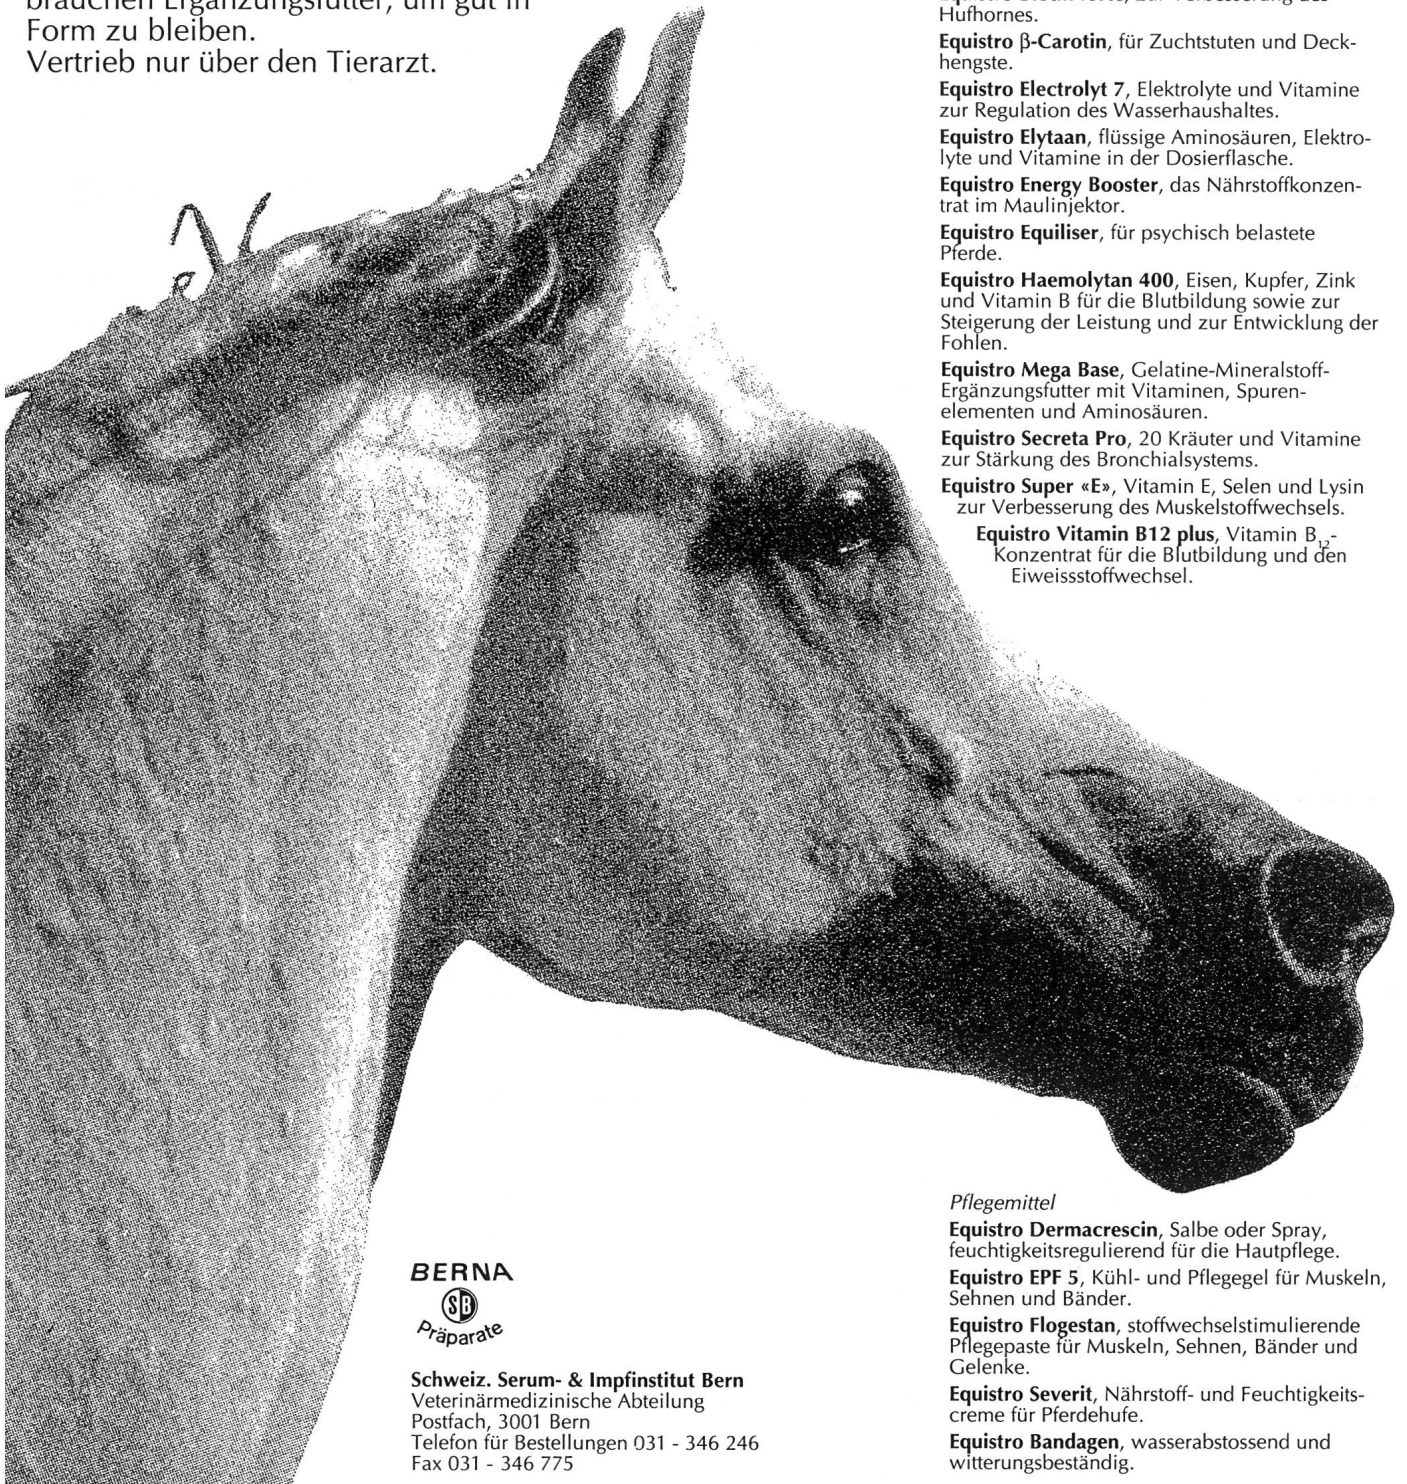 brauchen Ergänzungsfutter, um gut in
Form zu bleiben.
Vertrieb nur über den Tierarzt.
Hufhornes.
Equistro β-Carotin, für Zuchtstuten und Deck-
hengste.
Equistro Electrolyt 7, Elektrolyte und Vitamine
zur Regulation des Wasserhaushaltes.
Equistro Elytaan, flüssige Aminosäuren, Elektro-
lyte und Vitamine in der Dosierflasche.
Equistro Energy Booster, das Nährstoffkonzen-
trat im Maulinjektor.
Equistro Equiliser, für psychisch belastete
Pferde.
Equistro Haemolytan 400, Eisen, Kupfer, Zink
und Vitamin B für die Blutbildung sowie zur
Steigerung der Leistung und zur Entwicklung der
Fohlen.
Equistro Mega Base, Gelatine-Mineralstoff-
Ergänzungsfutter mit Vitaminen, Spuren-
elementen und Aminosäuren.
Equistro Secreta Pro, 20 Kräuter und Vitamine
zur Stärkung des Bronchialsystems.
Equistro Super «E», Vitamin E, Selen und Lysin
zur Verbesserung des Muskelstoffwechsels.
Equistro Vitamin B12 plus, Vitamin B₁₂-
Konzentrat für die Blutbildung und den
Eiweissstoffwechsel.
Pflegemittel
Equistro Dermacrescin, Salbe oder Spray,
feuchtigkeitsregulierend für die Hautpflege.
Equistro EPF 5, Kühl- und Pflegegel für Muskeln,
Sehnen und Bänder.
Equistro Flogestan, stoffwechselstimulierende
Pflegepaste für Muskeln, Sehnen, Bänder und
Gelenke.
Equistro Severit, Nährstoff- und Feuchtigkeits-
creme für Pferdehufe.
Equistro Bandagen, wasserabstossend und
witterungsbeständig.
BERNA
SB
Präparate
Schweiz. Serum- & Impfinstitut Bern
Veterinärmedizinische Abteilung
Postfach, 3001 Bern
Telefon für Bestellungen 031 - 346 246
Fax 031 - 346 775